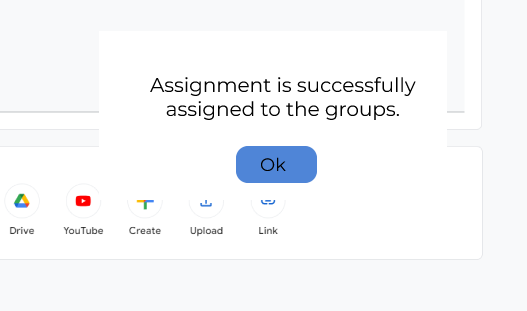 Assignment is successfully
assigned to the groups.
Ok
Drive YouTube Create Upload Link